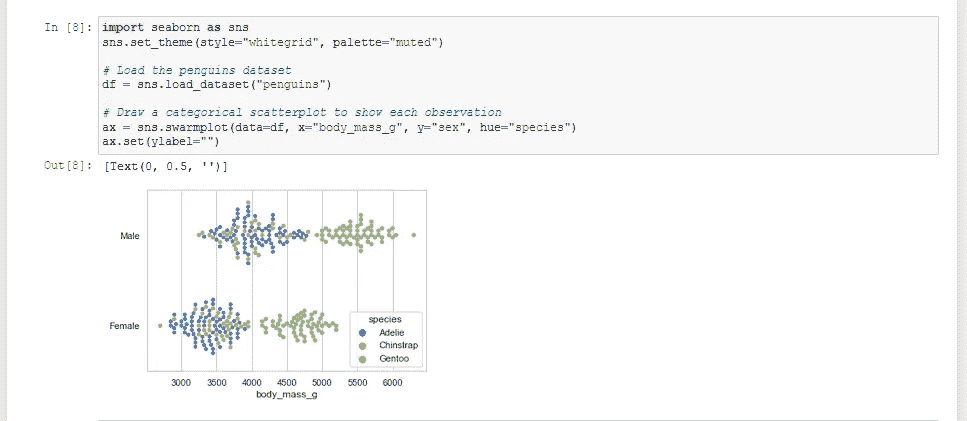 In [8]: import seaborn as sns
sns.set_theme(style="whitegrid", palette="muted")
# Load the penguins dataset
df = sns.load_dataset("penguins")
# Draw a categorical scatterplot to show each observation
ax = sns.swarmplot(data=df, x="body_mass_g", y="sex", hue="species")
ax.set(ylabel="")
Out[8]: [Text(0, 0.5, '')]
Male
Female
species
Adelie
Chinstrap
Gentoo
3000 3500 4000 4500 5000 5500 6000
body_mass_g